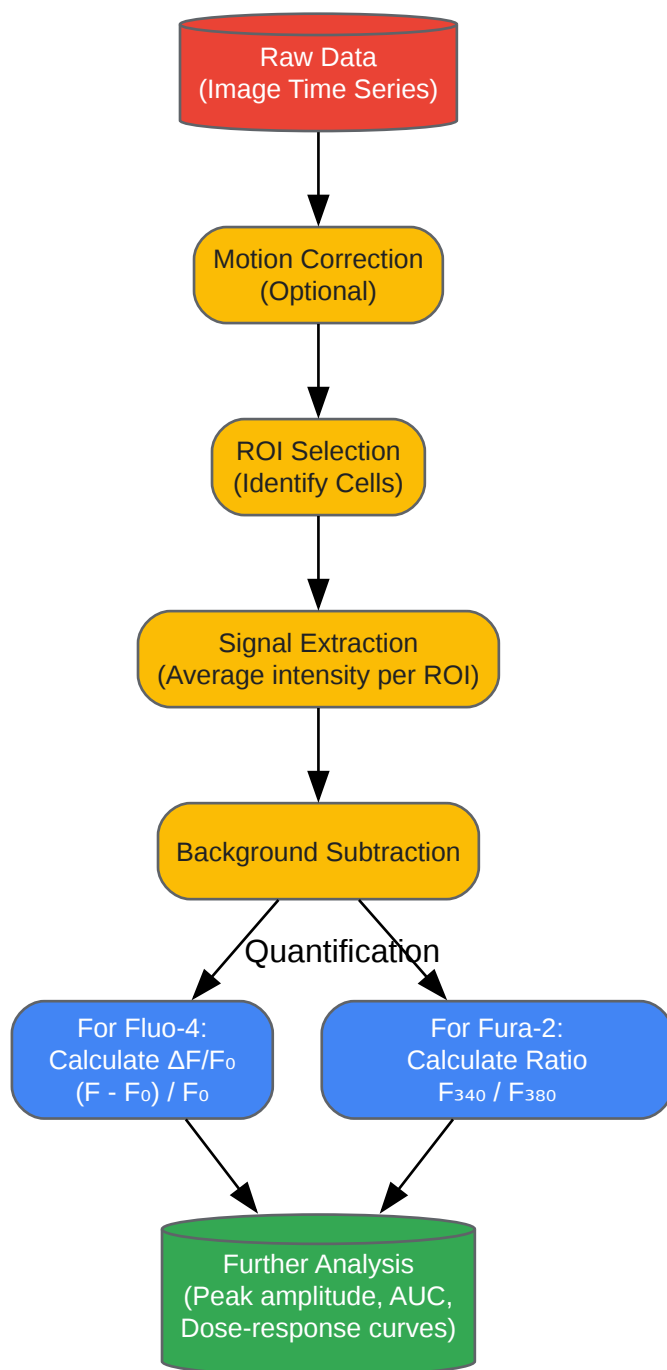 Raw Data
(Image Time Series)
Motion Correction
(Optional)
ROI Selection
(Identify Cells)
Signal Extraction
(Average intensity per ROI)
Background Subtraction
Quantification
For Fluo-4:
Calculate ΔF/F₀
(F - F₀) / F₀
For Fura-2:
Calculate Ratio
F₃₄₀ / F₃₈₀
Further Analysis
(Peak amplitude, AUC,
Dose-response curves)